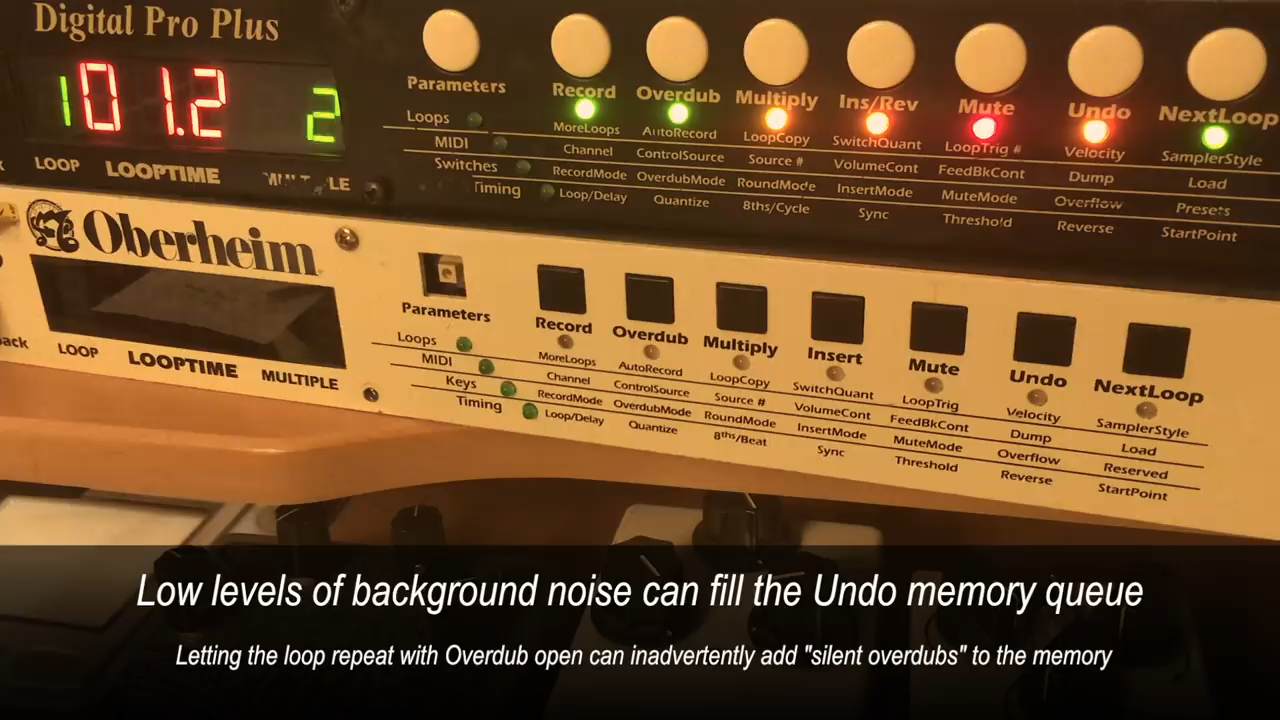 Digital Pro Plus
1 01.2 2
LOOP LOOPTIME
Parameters Record Overdub Multiply Ins/Rev Mute Undo NextLoop
Loops MoreLoops AutoRecord LoopCopy SwitchQuant LoopTrig # Velocity SamplerStyle
MIDI Channel ControlSource Source # VolumeCont FeedBkCont Dump Load
Switches RecordMode OverdubMode RoundMode InsertMode MuteMode Overflow Presets
Timing Loop/Delay Quantize 8ths/Cycle Sync Threshold Reverse StartPoint
Oberheim
LOOP LOOPTIME MULTIPLE
Parameters Record Overdub Multiply Insert Mute Undo NextLoop
Loops MoreLoops AutoRecord LoopCopy SwitchQuant LoopTrig Velocity SamplerStyle
MIDI Channel ControlSource Source # VolumeCont FeedBkCont Dump Load
Keys RecordMode OverdubMode RoundMode InsertMode MuteMode Overflow Reserved
Timing Loop/Delay Quantize 8ths/Beat Sync Threshold Reverse StartPoint
Low levels of background noise can fill the Undo memory queue
Letting the loop repeat with Overdub open can inadvertently add "silent overdubs" to the memory